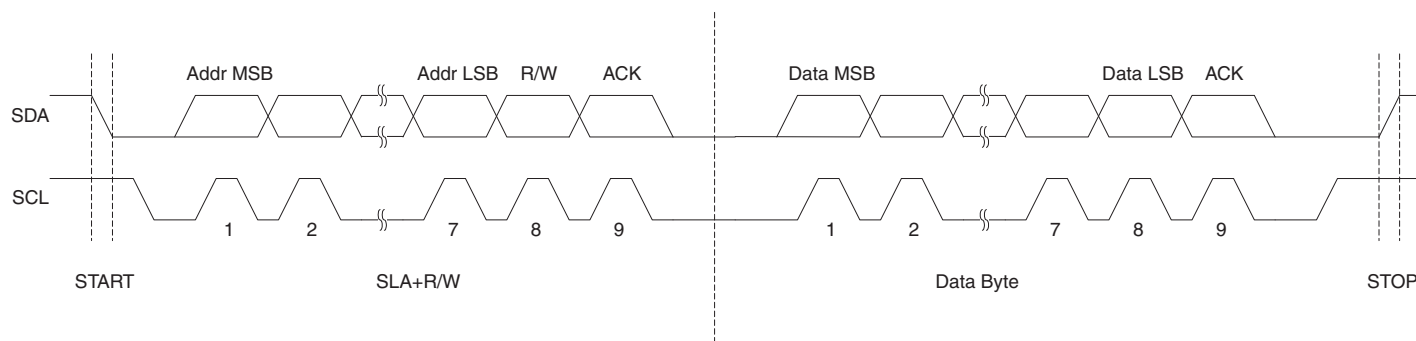 Addr MSB Addr LSB R/W ACK Data MSB Data LSB ACK
SDA
SCL
1 2 7 8 9 1 2 7 8 9
START SLA+R/W Data Byte STOP